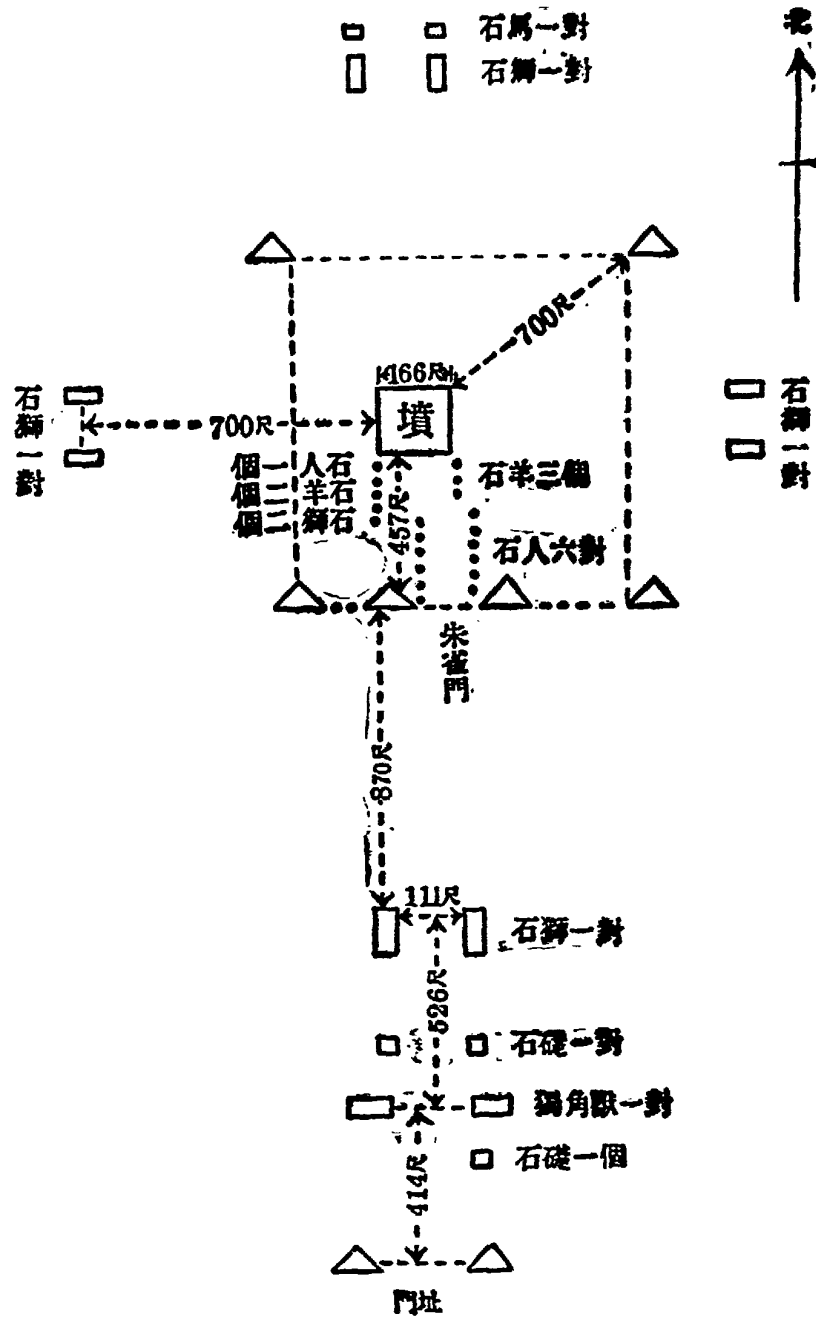 石馬一對
北
石獅一對
700尺
166尺
石獅一對
700尺
墳
石獅一對
個一人石
個二羊石
個二獅石
457尺
石羊三個
石人六對
朱雀門
870尺
111尺
石獅一對
526尺
石礎一對
獨角獸一對
石礎一個
414尺
門址